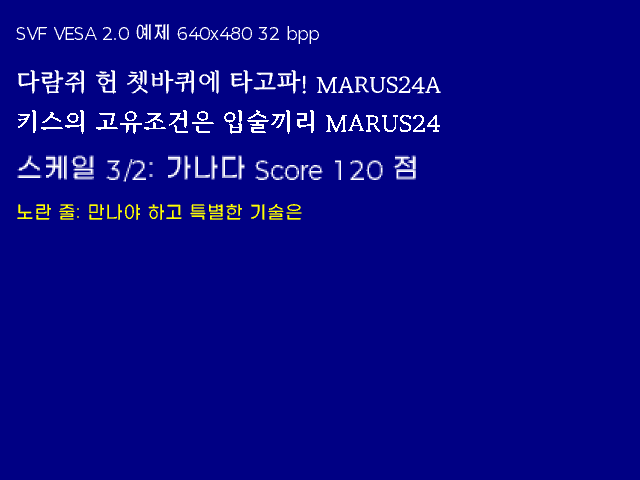 SVF VESA 2.0 예제 640x480 32 bpp
다람쥐 헌 쳇바퀴에 타고파! MARUS24A
키스의 고유조건은 입술끼리 MARUS24
스케일 3/2: 가나다 Score 120 점
노란 줄: 만나야 하고 특별한 기술은